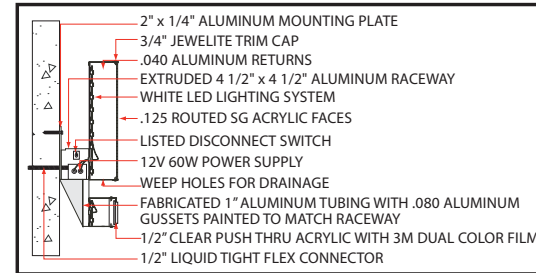 2" x 1/4" ALUMINUM MOUNTING PLATE
3/4" JEWELITE TRIM CAP
.040 ALUMINUM RETURNS
EXTRUDED 4 1/2" x 4 1/2" ALUMINUM RACEWAY
WHITE LED LIGHTING SYSTEM
.125 ROUTED SG ACRYLIC FACES
LISTED DISCONNECT SWITCH
12V 60W POWER SUPPLY
WEEP HOLES FOR DRAINAGE
FABRICATED 1" ALUMINUM TUBING WITH .080 ALUMINUM
GUSSETS PAINTED TO MATCH RACEWAY
1/2" CLEAR PUSH THRU ACRYLIC WITH 3M DUAL COLOR FILM
1/2" LIQUID TIGHT FLEX CONNECTOR